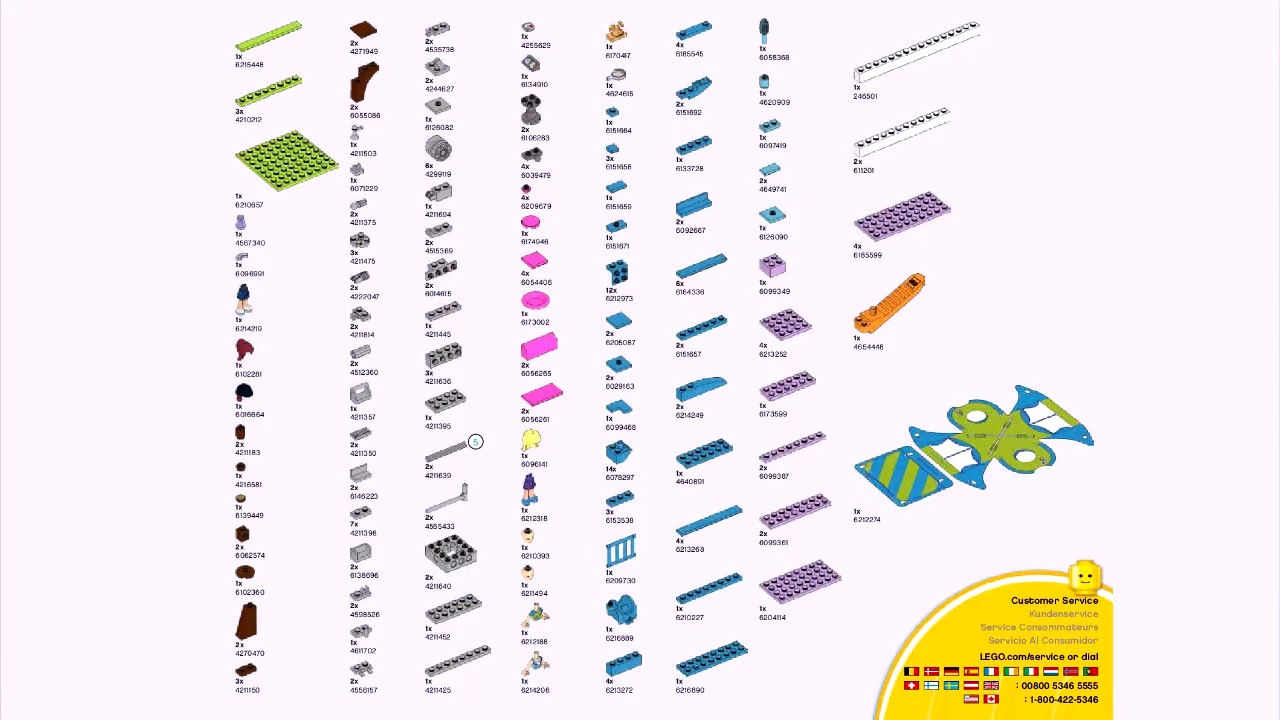 1x
6215448
3x
4210212
1x
6210657
1x
4567340
1x
6096991
1x
6214219
1x
6102281
1x
6016664
2x
4211183
1x
4216581
1x
6139449
2x
6062574
1x
6102360
2x
4270470
3x
4211150
2x
4271949
2x
6055086
1x
4211503
1x
6071229
2x
4211375
3x
4211475
2x
4222047
2x
4211814
2x
4512360
1x
4211357
2x
4211350
2x
6146223
7x
4211398
2x
6138696
2x
4598526
1x
4611702
2x
4556157
2x
4535738
2x
4244627
1x
6126082
6x
4299119
1x
4211694
2x
4515369
2x
6014615
1x
4211445
3x
4211636
1x
4211395
5
2x
4211639
2x
4565433
2x
4211640
1x
4211452
1x
4211425
1x
4255629
1x
6134910
2x
6106283
4x
6039479
4x
6209679
1x
6174946
4x
6054406
1x
6173002
2x
6056265
2x
6056261
1x
6096141
1x
6212318
1x
6210393
1x
6211494
1x
6212188
1x
6214206
1x
6170417
1x
4624615
1x
6151664
3x
6151658
1x
6151659
1x
6151671
12x
6212973
2x
6205087
2x
6029163
1x
6099468
14x
6078297
3x
6153538
1x
6209730
1x
6216889
4x
6213272
4x
6185545
2x
6151692
1x
6133728
2x
6092667
6x
6164336
2x
6151657
2x
6214249
1x
4640891
4x
6213268
1x
6210227
1x
6216890
1x
6058368
1x
4620909
1x
6097419
2x
4649741
1x
6126090
1x
6099349
4x
6213252
1x
6173599
2x
6099387
2x
6099361
1x
6204114
1x
246501
2x
611201
4x
6185599
1x
4654448
1x
6212274
Customer Service
Kundenservice
Service Consommateurs
Servicio Al Consumidor
LEGO.com/service or dial
: 00800 5346 5555
: 1-800-422-5346